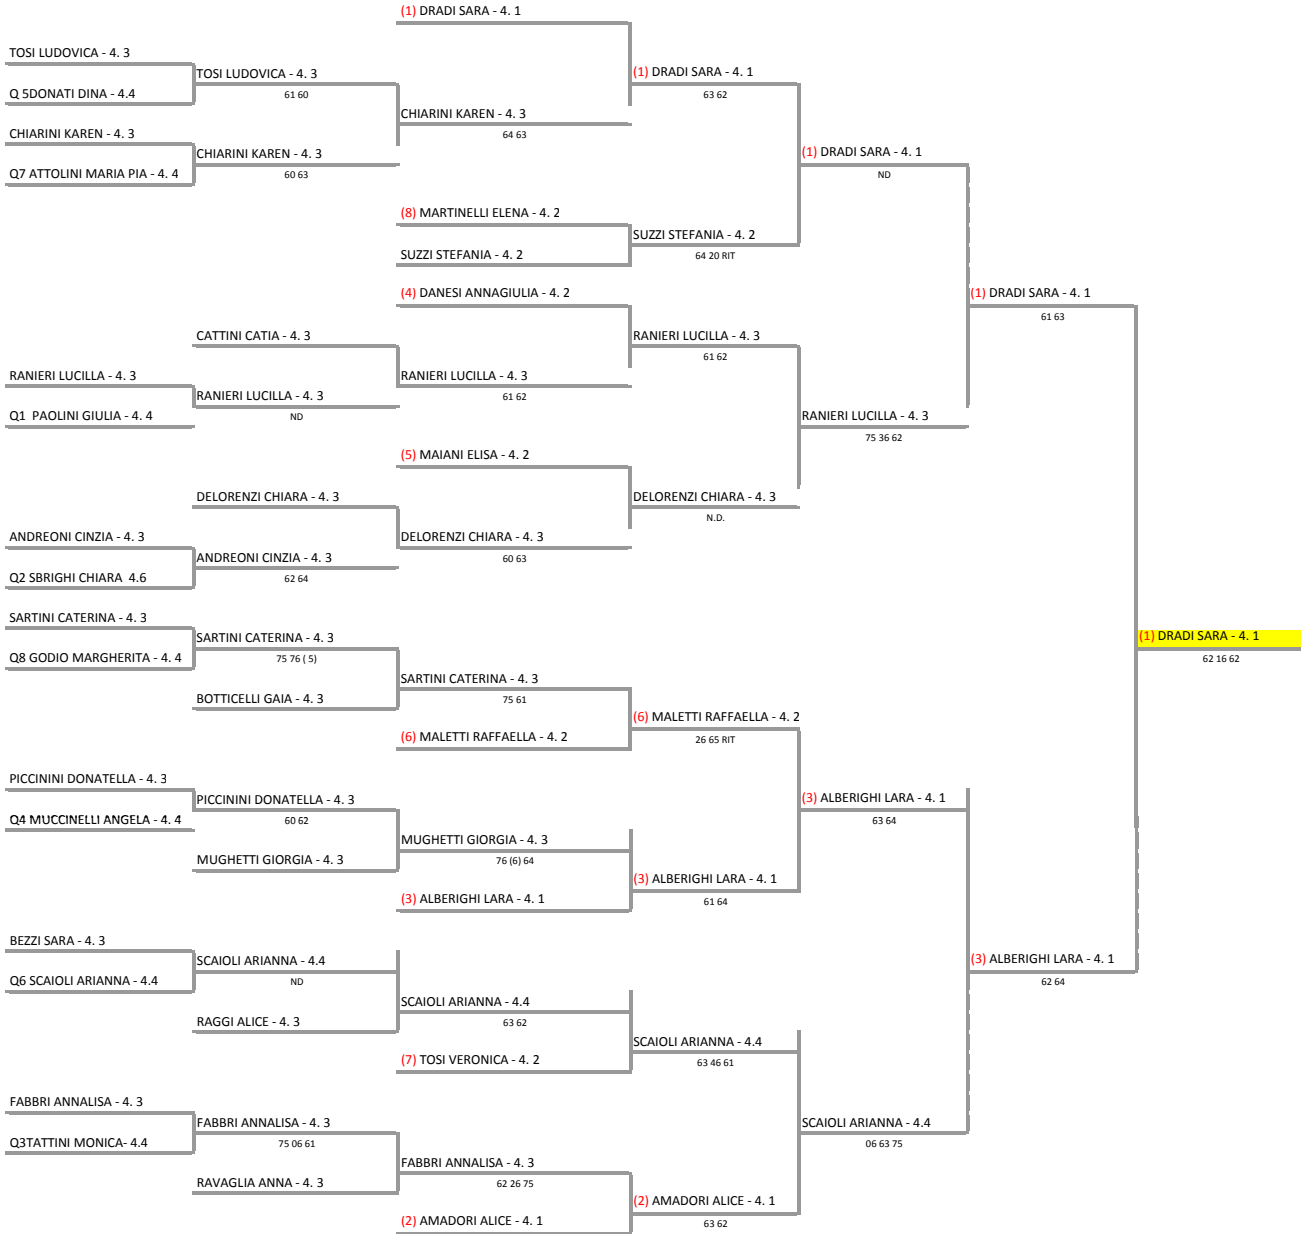 (1) DRADI SARA - 4. 1
TOSI LUDOVICA - 4. 3
TOSI LUDOVICA - 4. 3
(1) DRADI SARA - 4. 1
Q 5DONATI DINA - 4.4
61 60
63 62
CHIARINI KAREN - 4. 3
CHIARINI KAREN - 4. 3
64 63
CHIARINI KAREN - 4. 3
(1) DRADI SARA - 4. 1
Q7 ATTOLINI MARIA PIA - 4. 4
60 63
ND
(8) MARTINELLI ELENA - 4. 2
SUZZI STEFANIA - 4. 2
SUZZI STEFANIA - 4. 2
64 20 RIT
(4) DANESI ANNAGIULIA - 4. 2
(1) DRADI SARA - 4. 1
61 63
CATTINI CATIA - 4. 3
RANIERI LUCILLA - 4. 3
61 62
RANIERI LUCILLA - 4. 3
RANIERI LUCILLA - 4. 3
RANIERI LUCILLA - 4. 3
61 62
Q1  PAOLINI GIULIA - 4. 4
ND
RANIERI LUCILLA - 4. 3
75 36 62
(5) MAIANI ELISA - 4. 2
DELORENZI CHIARA - 4. 3
DELORENZI CHIARA - 4. 3
N.D.
ANDREONI CINZIA - 4. 3
DELORENZI CHIARA - 4. 3
ANDREONI CINZIA - 4. 3
60 63
Q2 SBRIGHI CHIARA  4.6
62 64
SARTINI CATERINA - 4. 3
SARTINI CATERINA - 4. 3
(1) DRADI SARA - 4. 1
Q8 GODIO MARGHERITA - 4. 4
75 76 ( 5)
62 16 62
SARTINI CATERINA - 4. 3
BOTTICELLI GAIA - 4. 3
75 61
(6) MALETTI RAFFAELLA - 4. 2
(6) MALETTI RAFFAELLA - 4. 2
26 65 RIT
PICCININI DONATELLA - 4. 3
PICCININI DONATELLA - 4. 3
(3) ALBERIGHI LARA - 4. 1
Q4 MUCCINELLI ANGELA - 4. 4
60 62
63 64
MUGHETTI GIORGIA - 4. 3
MUGHETTI GIORGIA - 4. 3
76 (6) 64
(3) ALBERIGHI LARA - 4. 1
(3) ALBERIGHI LARA - 4. 1
61 64
BEZZI SARA - 4. 3
SCAIOLI ARIANNA - 4.4
(3) ALBERIGHI LARA - 4. 1
Q6 SCAIOLI ARIANNA - 4.4
ND
62 64
SCAIOLI ARIANNA - 4.4
RAGGI ALICE - 4. 3
63 62
SCAIOLI ARIANNA - 4.4
(7) TOSI VERONICA - 4. 2
63 46 61
FABBRI ANNALISA - 4. 3
FABBRI ANNALISA - 4. 3
SCAIOLI ARIANNA - 4.4
Q3TATTINI MONICA- 4.4
75 06 61
06 63 75
FABBRI ANNALISA - 4. 3
RAVAGLIA ANNA - 4. 3
62 26 75
(2) AMADORI ALICE - 4. 1
(2) AMADORI ALICE - 4. 1
63 62